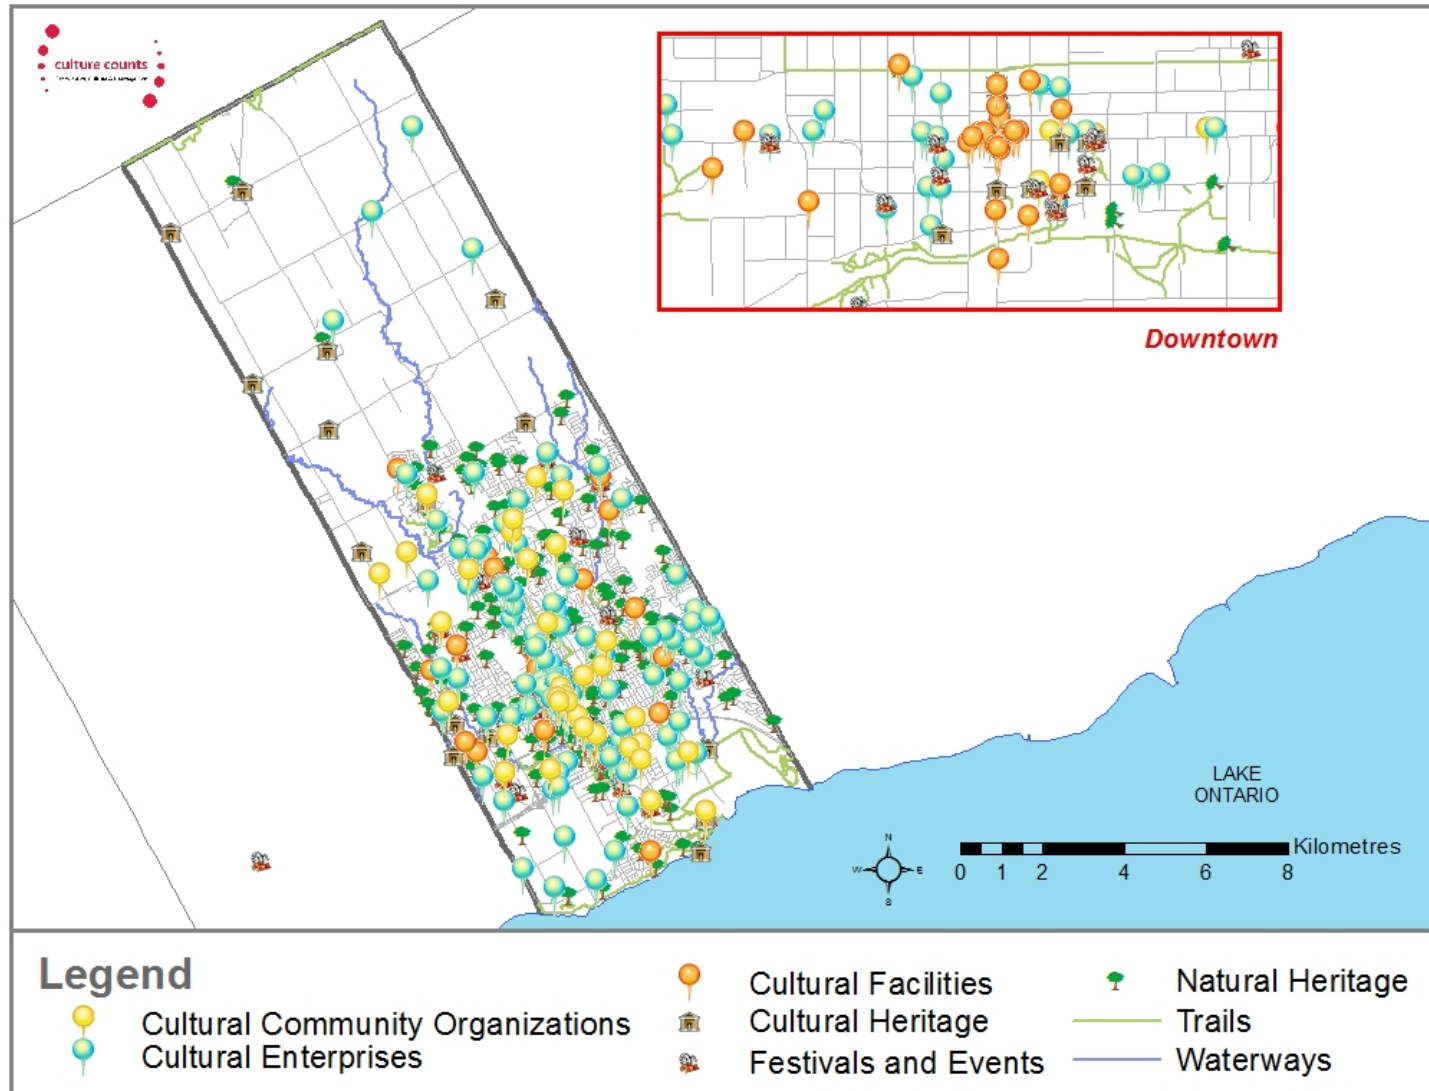 culture counts
Downtown
LAKE
ONTARIO
N
W E
S
Kilometres
0 1 2 4 6 8
Legend
Cultural Community Organizations
Cultural Enterprises
Cultural Facilities
Cultural Heritage
Festivals and Events
Natural Heritage
Trails
Waterways